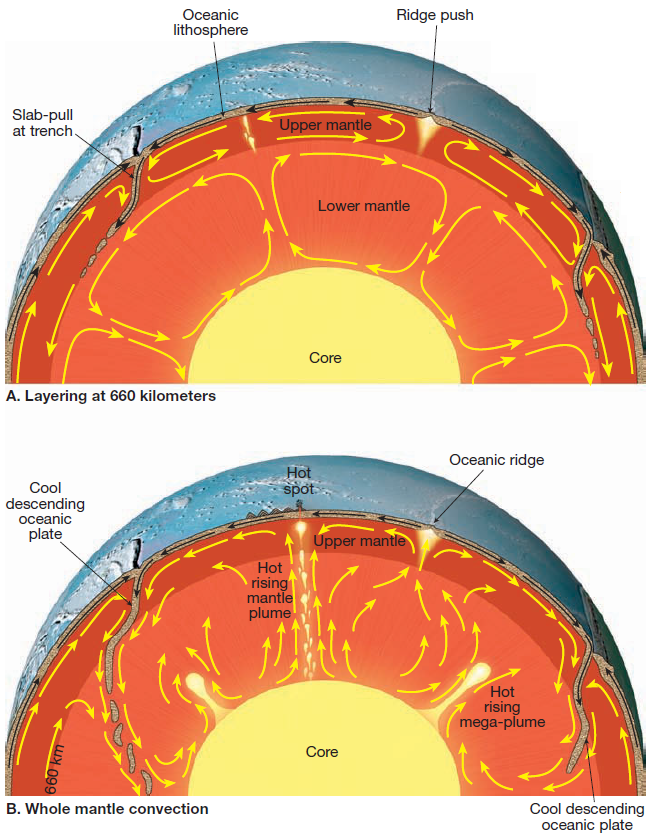 Oceanic
lithosphere
Ridge push
Slab-pull
at trench
Upper mantle
Lower mantle
Core
A. Layering at 660 kilometers
Oceanic ridge
Hot
spot
Cool
descending
oceanic
plate
Upper mantle
Hot
rising
mantle
plume
Hot
rising
mega-plume
Core
660 km
B. Whole mantle convection
Cool descending
oceanic plate